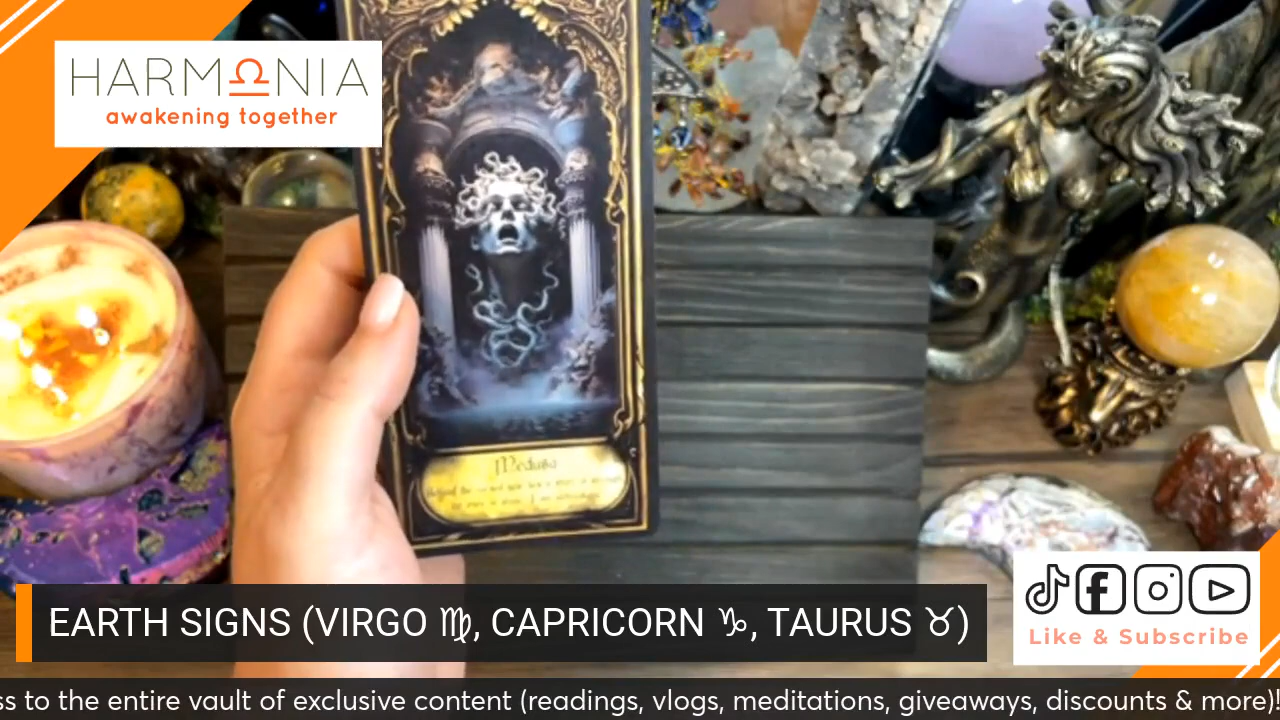 HARMΩNIA
awakening together
Medusa
EARTH SIGNS (VIRGO ♍, CAPRICORN ♑, TAURUS ♉)
Like & Subscribe
ss to the entire vault of exclusive content (readings, vlogs, meditations, giveaways, discounts & more)!